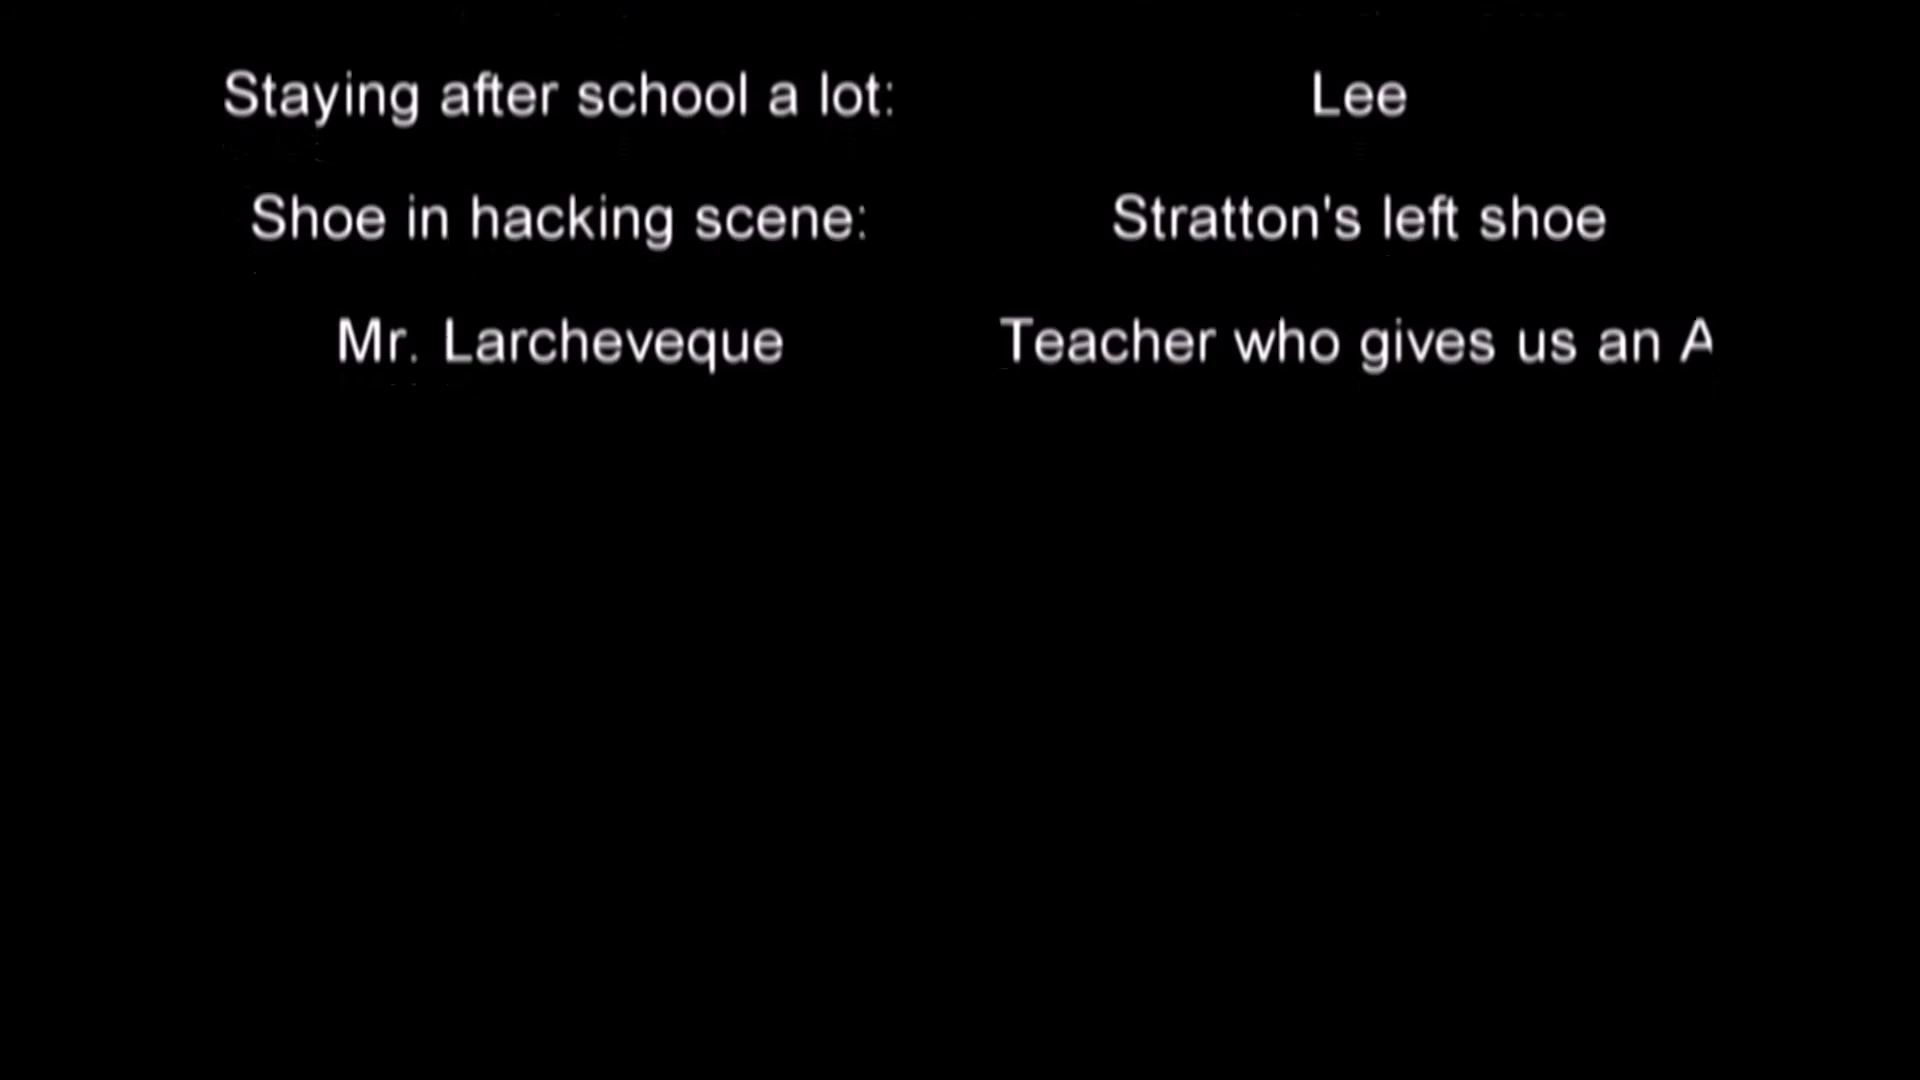 Staying after school a lot: Lee
Shoe in hacking scene: Stratton's left shoe
Mr. Larcheveque Teacher who gives us an A